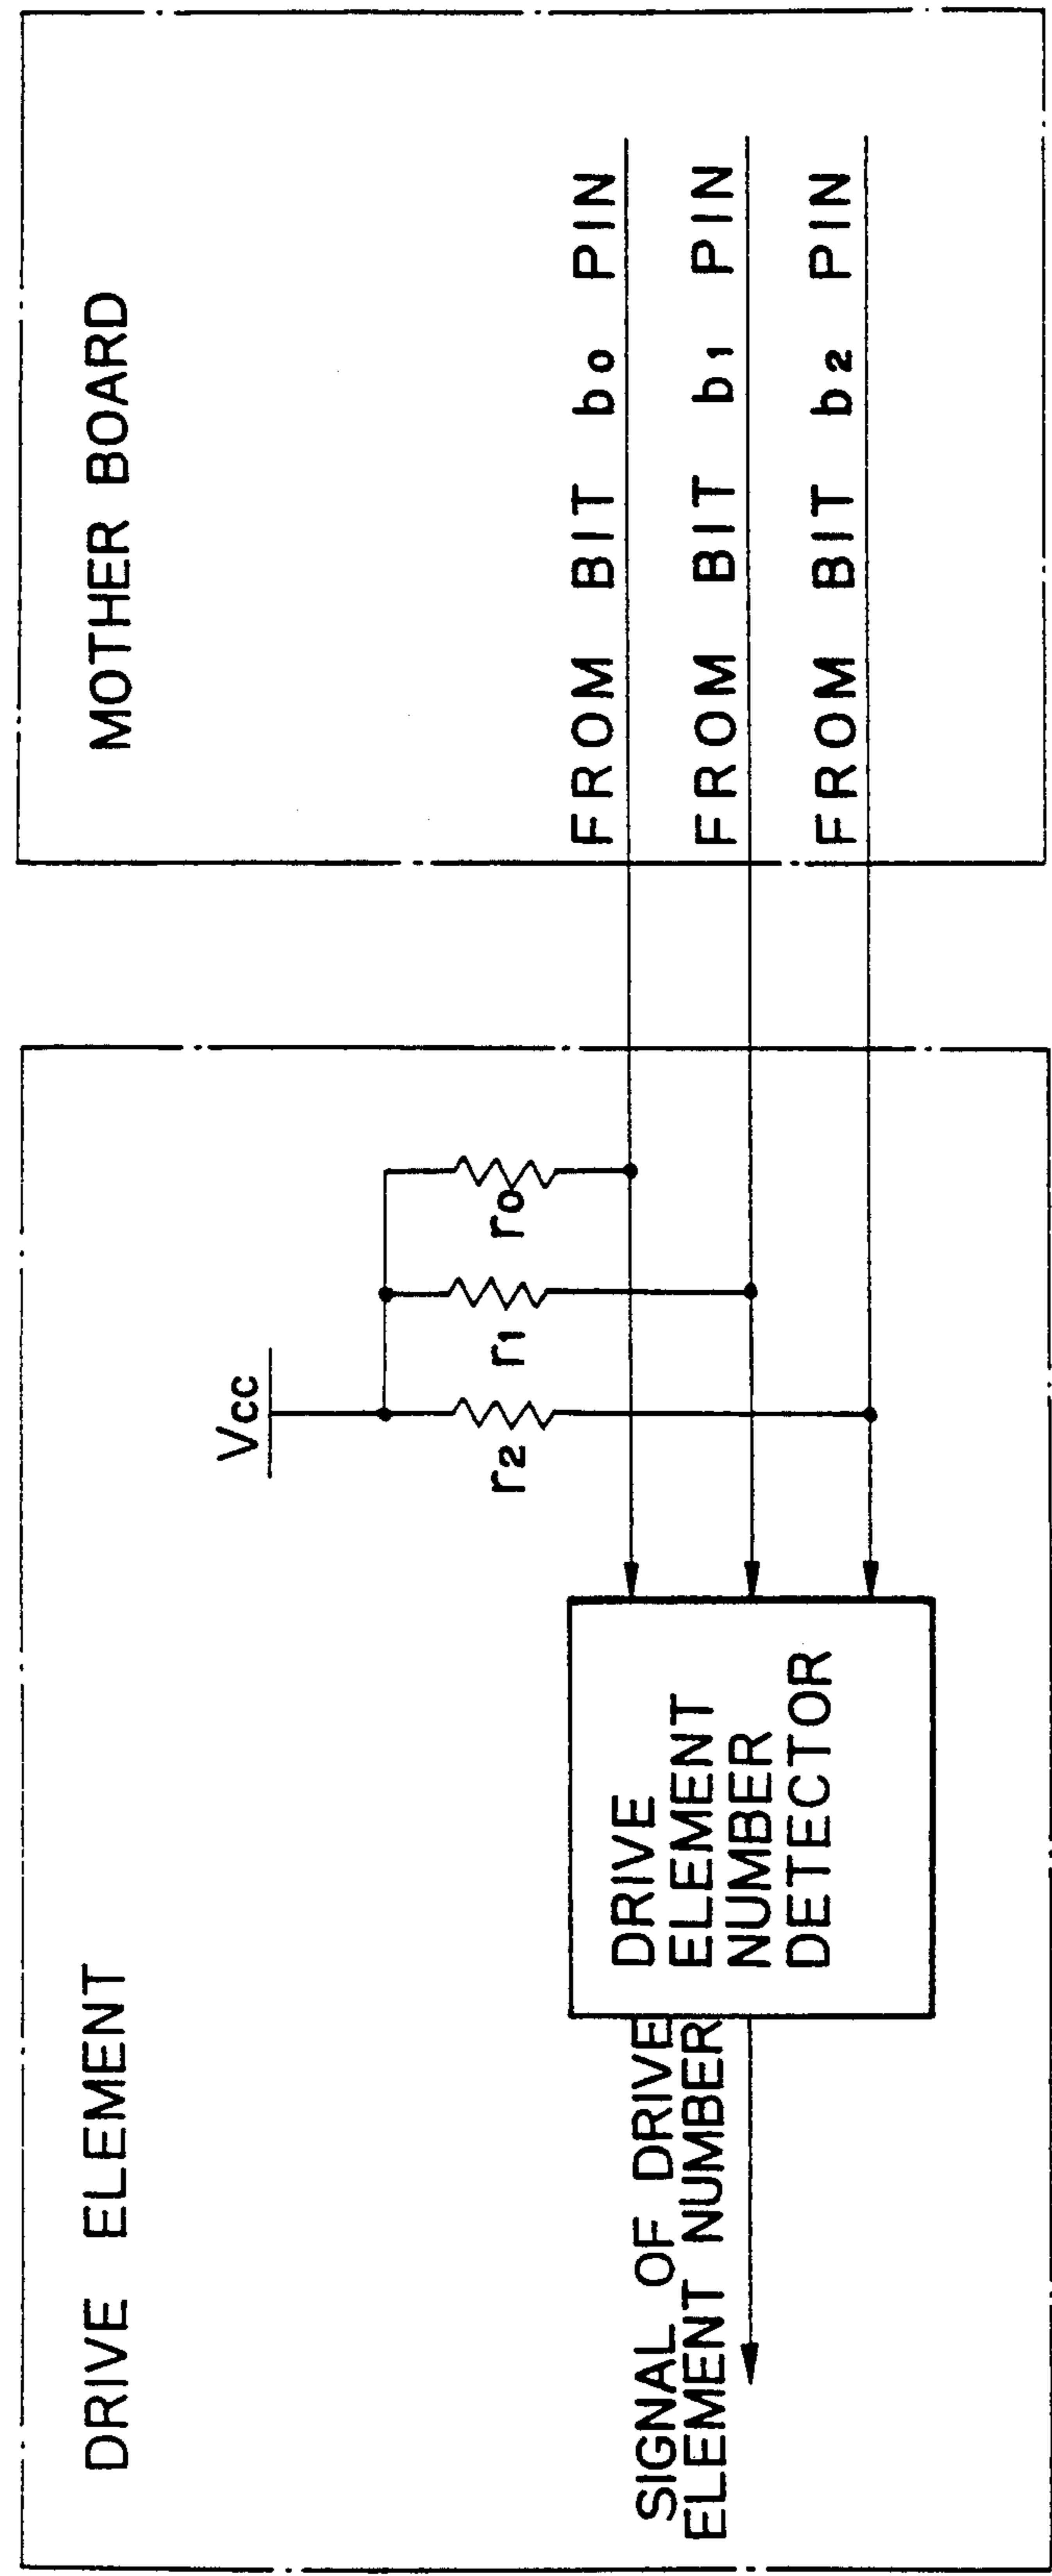 DRIVE ELEMENT
MOTHER BOARD
Vcc
r2
r1
r0
FROM BIT b0 PIN
FROM BIT b1 PIN
FROM BIT b2 PIN
DRIVE
ELEMENT
NUMBER
DETECTOR
SIGNAL OF DRIVE
ELEMENT NUMBER